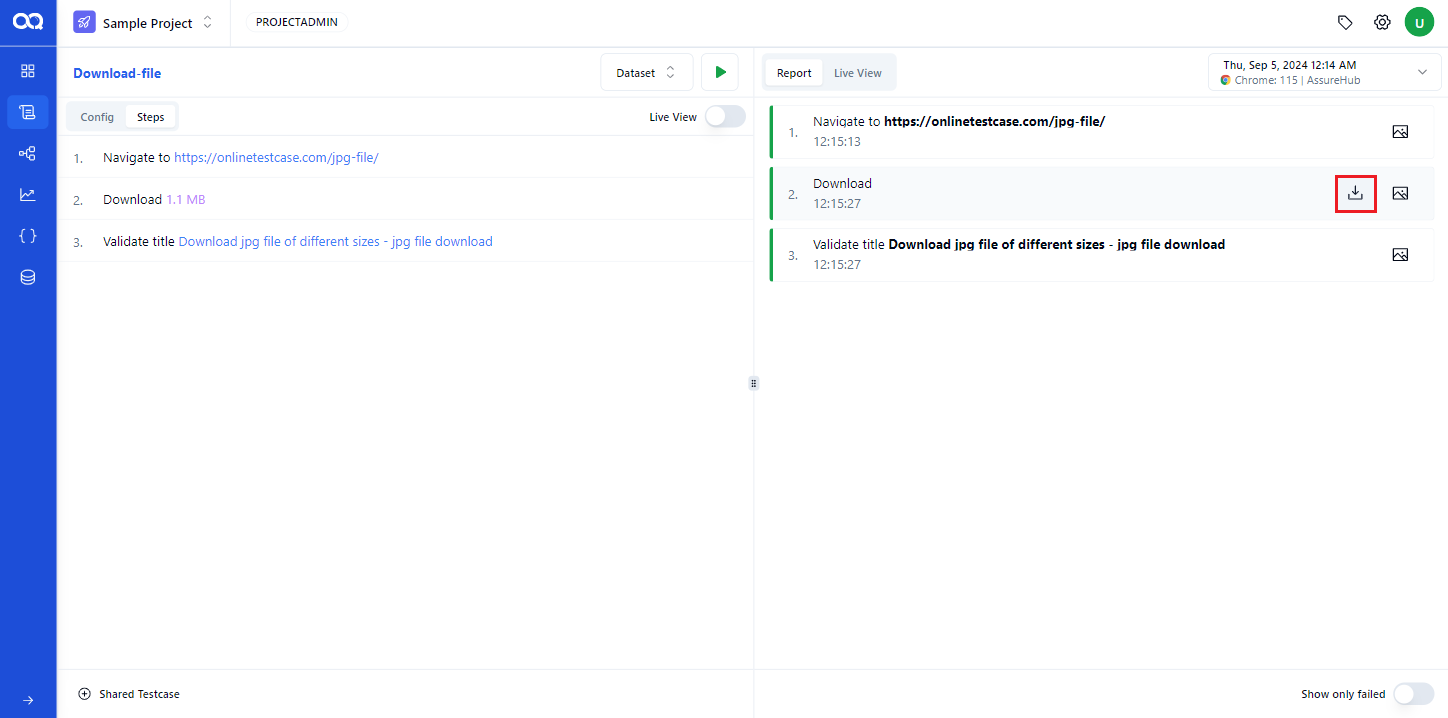 Sample Project
PROJECTADMIN
U
Download-file
Dataset
Config
Steps
Live View
1. Navigate to https://onlinetestcase.com/jpg-file/
2. Download 1.1 MB
3. Validate title Download jpg file of different sizes - jpg file download
Shared Testcase
Report
Live View
Thu, Sep 5, 2024 12:14 AM
Chrome: 115 | AssureHub
1. Navigate to https://onlinetestcase.com/jpg-file/
12:15:13
2. Download
12:15:27
3. Validate title Download jpg file of different sizes - jpg file download
12:15:27
Show only failed